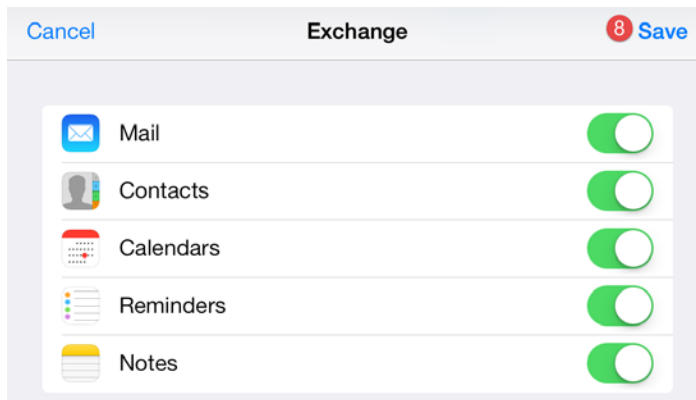 Cancel Exchange 8 Save
Mail
Contacts
Calendars
Reminders
Notes